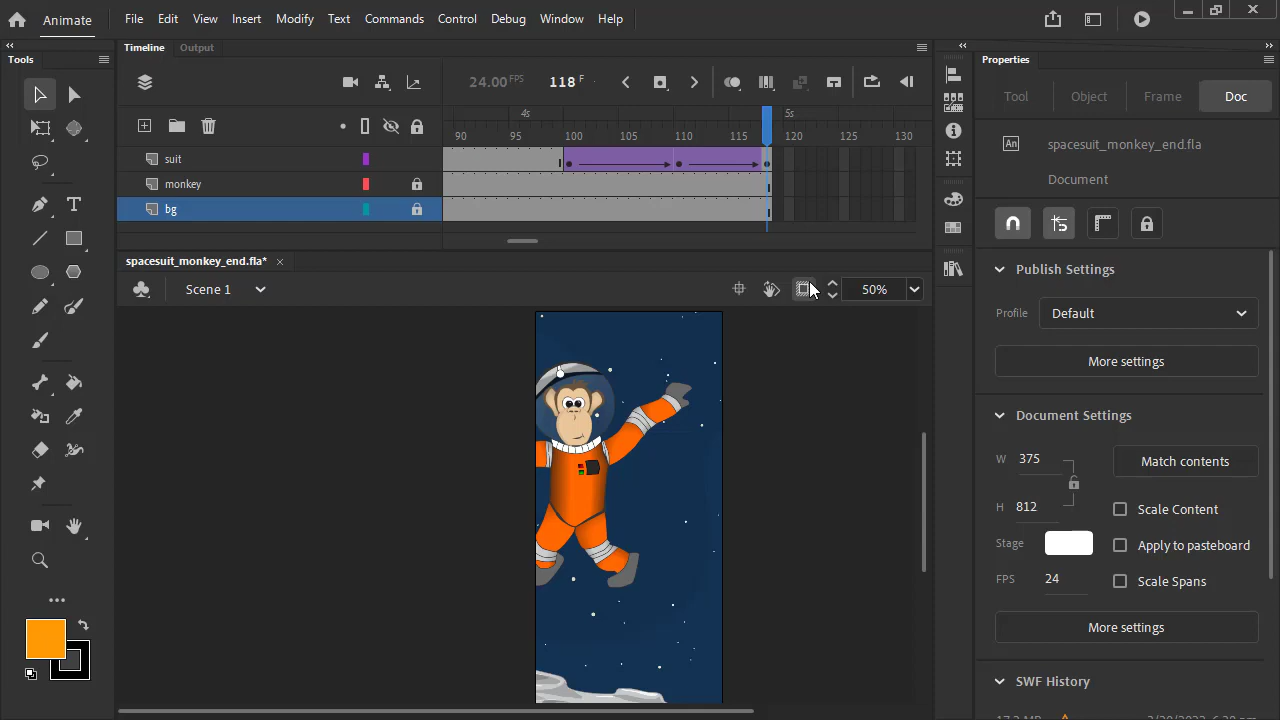 Animate
File Edit View Insert Modify Text Commands Control Debug Window Help
Tools
Timeline Output
24.00 FPS 118 F
4s 5s
90 95 100 105 110 115 120 125 130
suit
monkey
bg
spacesuit_monkey_end.fla*
Scene 1
50%
Properties
Tool Object Frame Doc
An spacesuit_monkey_end.fla
Document
Publish Settings
Profile Default
More settings
Document Settings
W 375 Match contents
H 812 Scale Content
Stage Apply to pasteboard
FPS 24 Scale Spans
More settings
SWF History